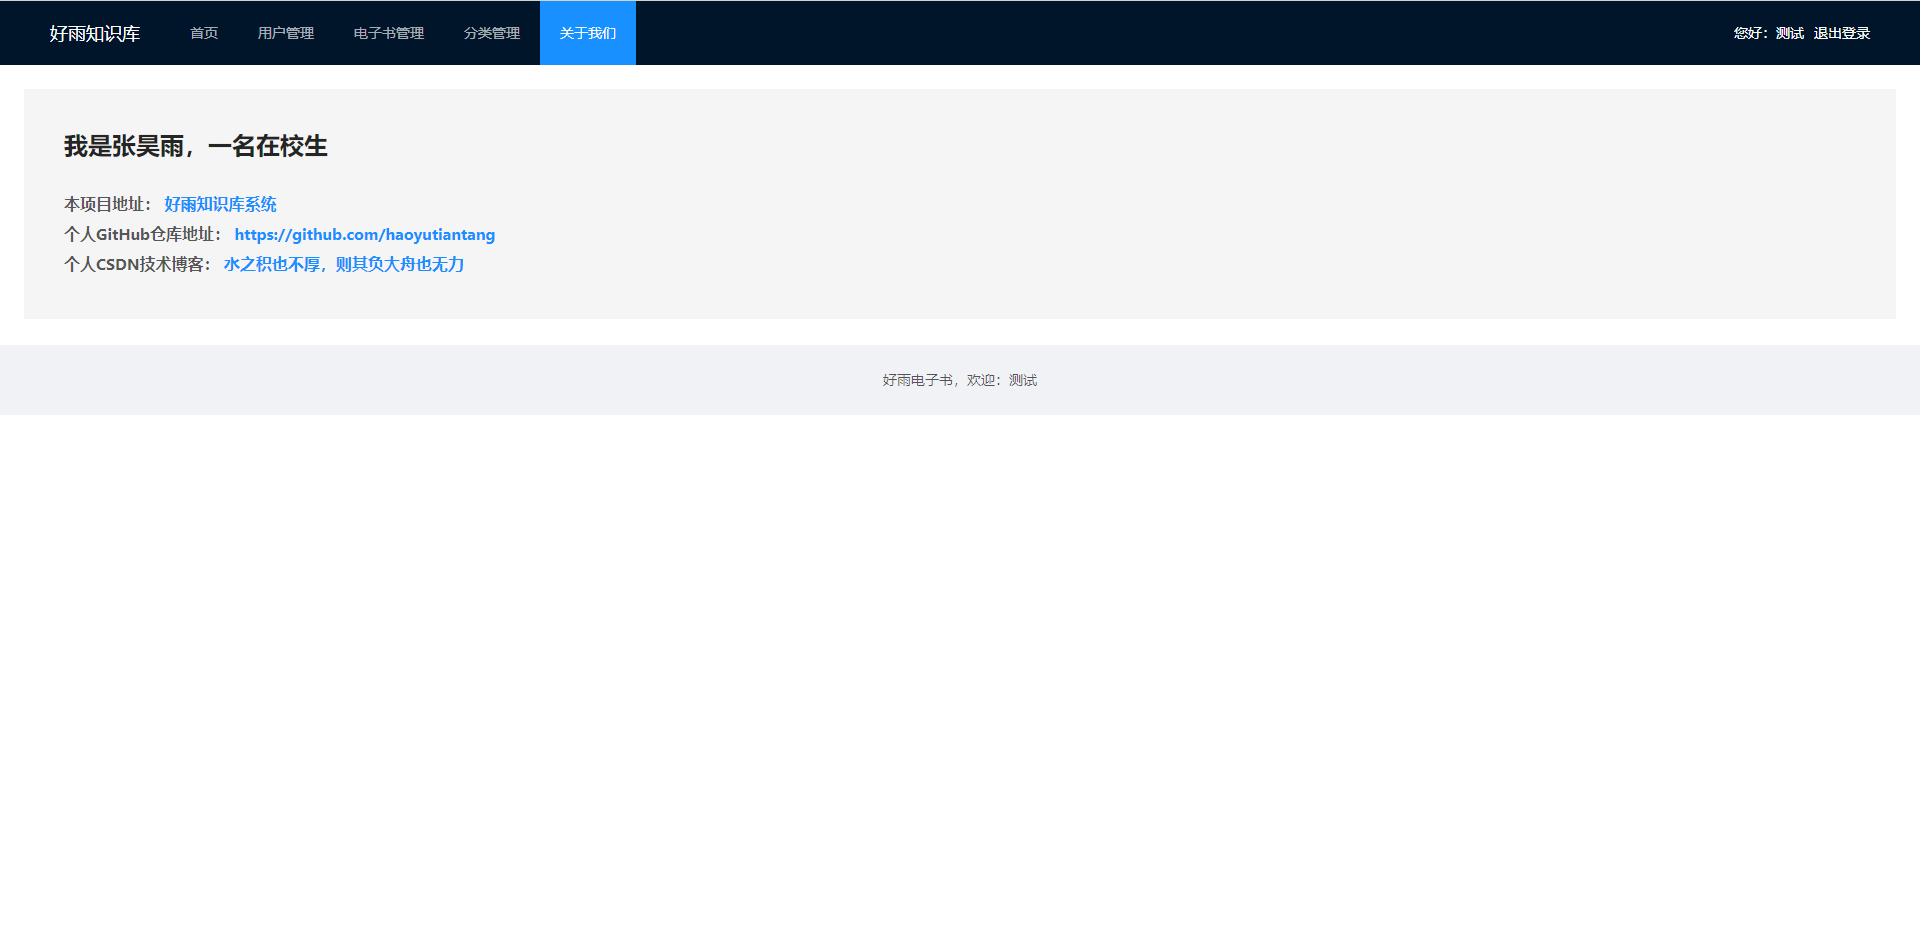 好雨知识库 首页 用户管理 电子书管理 分类管理 关于我们 您好：测试 退出登录
我是张昊雨，一名在校生
本项目地址： 好雨知识库系统
个人GitHub仓库地址： https://github.com/haoyutiantang
个人CSDN技术博客： 水之积也不厚，则其负大舟也无力
好雨电子书，欢迎：测试